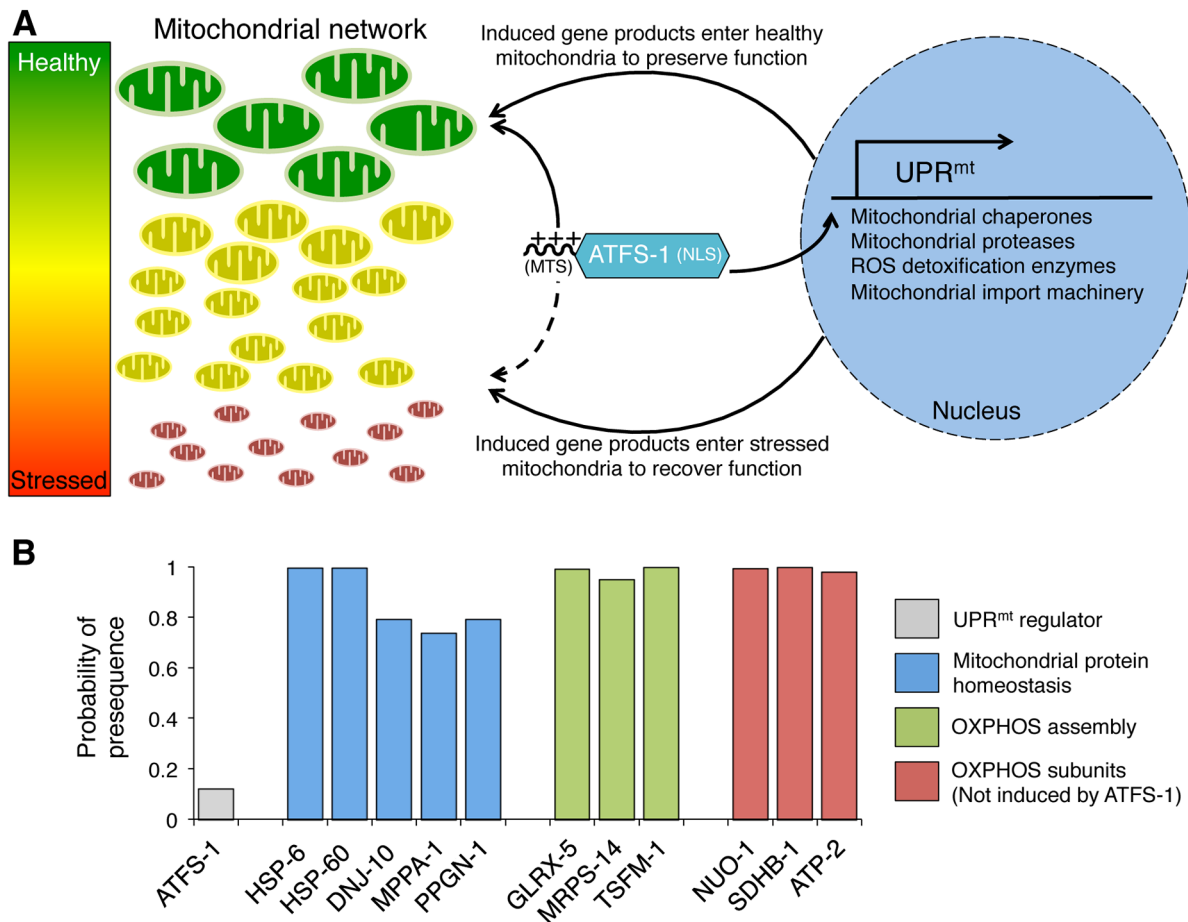 A
Mitochondrial network
Healthy
Stressed
Induced gene products enter healthy
mitochondria to preserve function
+++
(MTS)
ATFS-1 (NLS)
UPRmt
Mitochondrial chaperones
Mitochondrial proteases
ROS detoxification enzymes
Mitochondrial import machinery
Nucleus
Induced gene products enter stressed
mitochondria to recover function
B
Probability of
presequence
1
0.8
0.6
0.4
0.2
0
ATFS-1
HSP-6
HSP-60
DNJ-10
MPPA-1
PPGN-1
GLRX-5
MRPS-14
TSFM-1
NUO-1
SDHB-1
ATP-2
UPRmt regulator
Mitochondrial protein
homeostasis
OXPHOS assembly
OXPHOS subunits
(Not induced by ATFS-1)